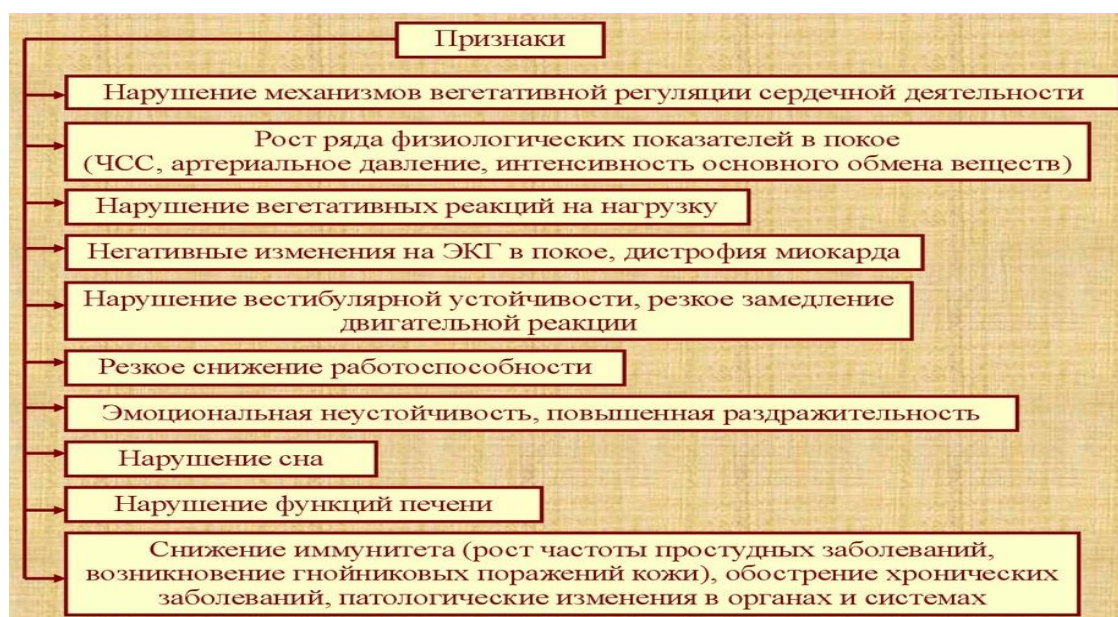 Признаки
Нарушение механизмов вегетативной регуляции сердечной деятельности
Рост ряда физиологических показателей в покое
(ЧСС, артериальное давление, интенсивность основного обмена веществ)
Нарушение вегетативных реакций на нагрузку
Негативные изменения на ЭКГ в покое, дистрофия миокарда
Нарушение вестибулярной устойчивости, резкое замедление
двигательной реакции
Резкое снижение работоспособности
Эмоциональная неустойчивость, повышенная раздражительность
Нарушение сна
Нарушение функций печени
Снижение иммунитета (рост частоты простудных заболеваний,
возникновение гнойниковых поражений кожи), обострение хронических
заболеваний, патологические изменения в органах и системах